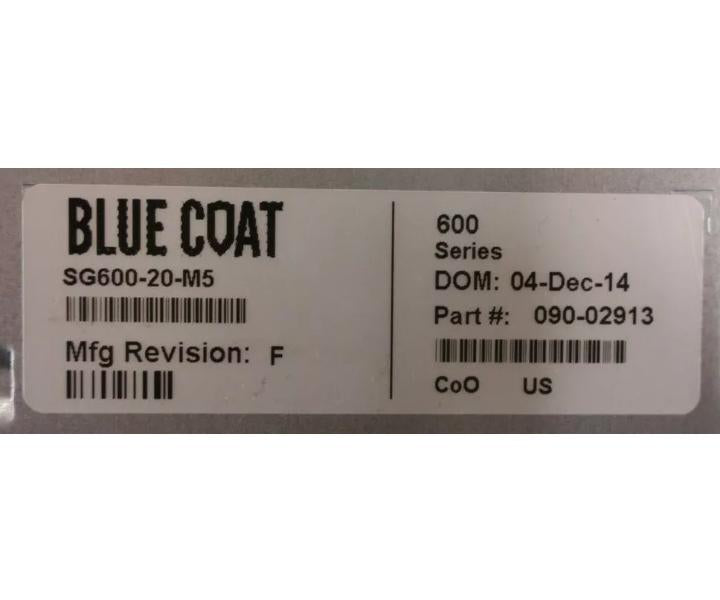 BLUE COAT
SG600-20-M5
Mfg Revision: F
600
Series
DOM: 04-Dec-14
Part #: 090-02913
CoO US